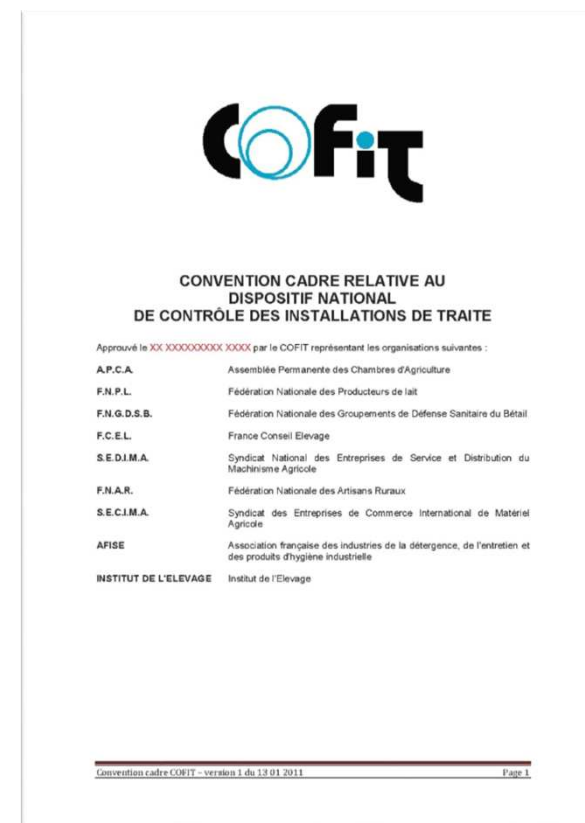 COFIT
CONVENTION CADRE RELATIVE AU
DISPOSITIF NATIONAL
DE CONTRÔLE DES INSTALLATIONS DE TRAITE
Approuvé le XX XXXXXXXXX XXXX par le COFIT représentant les organisations suivantes :
A.P.C.A. Assemblée Permanente des Chambres d'Agriculture
F.N.P.L. Fédération Nationale des Producteurs de lait
F.N.G.D.S.B. Fédération Nationale des Groupements de Défense Sanitaire du Bétail
F.C.E.L. France Conseil Elevage
S.E.D.I.M.A. Syndicat National des Entreprises de Service et Distribution du
Machinisme Agricole
F.N.A.R. Fédération Nationale des Artisans Ruraux
S.E.C.I.M.A. Syndicat des Entreprises de Commerce International de Matériel
Agricole
AFISE Association française des industries de la détergence, de l'entretien et
des produits d'hygiène industrielle
INSTITUT DE L'ELEVAGE Institut de l'Elevage
Convention cadre COFIT – version 1 du 13 01 2011 Page 1